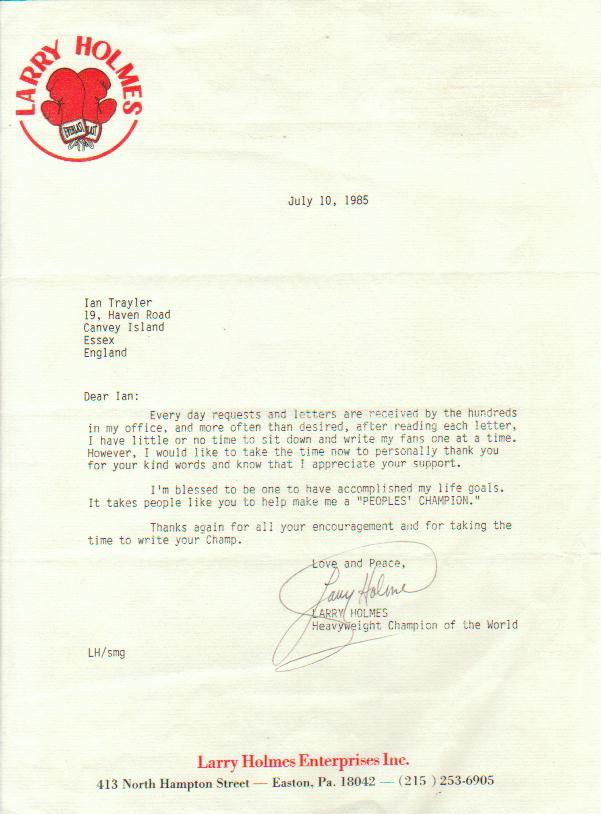 LARRY HOLMES
EVERLAST
July 10, 1985
Ian Trayler
19, Haven Road
Canvey Island
Essex
England
Dear Ian:
Every day requests and letters are received by the hundreds
in my office, and more often than desired, after reading each letter,
I have little or no time to sit down and write my fans one at a time.
However, I would like to take the time now to personally thank you
for your kind words and know that I appreciate your support.
I'm blessed to be one to have accomplished my life goals.
It takes people like you to help make me a "PEOPLES' CHAMPION."
Thanks again for all your encouragement and for taking the
time to write your Champ.
Love and Peace,
Larry Holmes
LARRY HOLMES
Heavyweight Champion of the World
LH/smg
Larry Holmes Enterprises Inc.
413 North Hampton Street — Easton, Pa. 18042 — (215 ) 253-6905